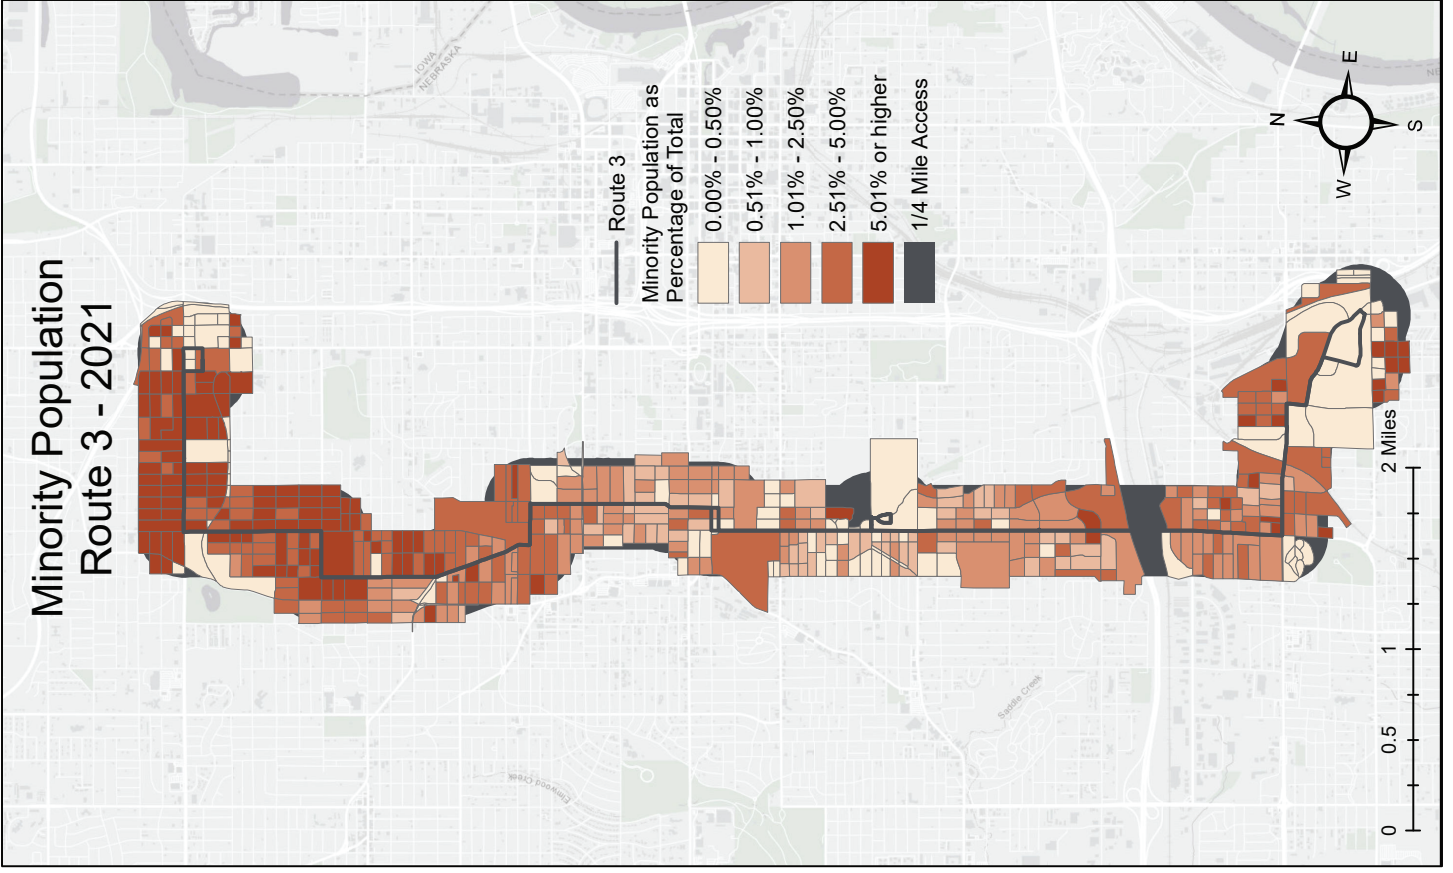 Minority Population
Route 3 - 2021
IOWA
NEBRASKA
Route 3
Minority Population as
Percentage of Total
0.00% - 0.50%
0.51% - 1.00%
1.01% - 2.50%
2.51% - 5.00%
5.01% or higher
1/4 Mile Access
N
E
S
W
NE
Saddle Creek
Elmwood Creek
0
0.5
1
2 Miles